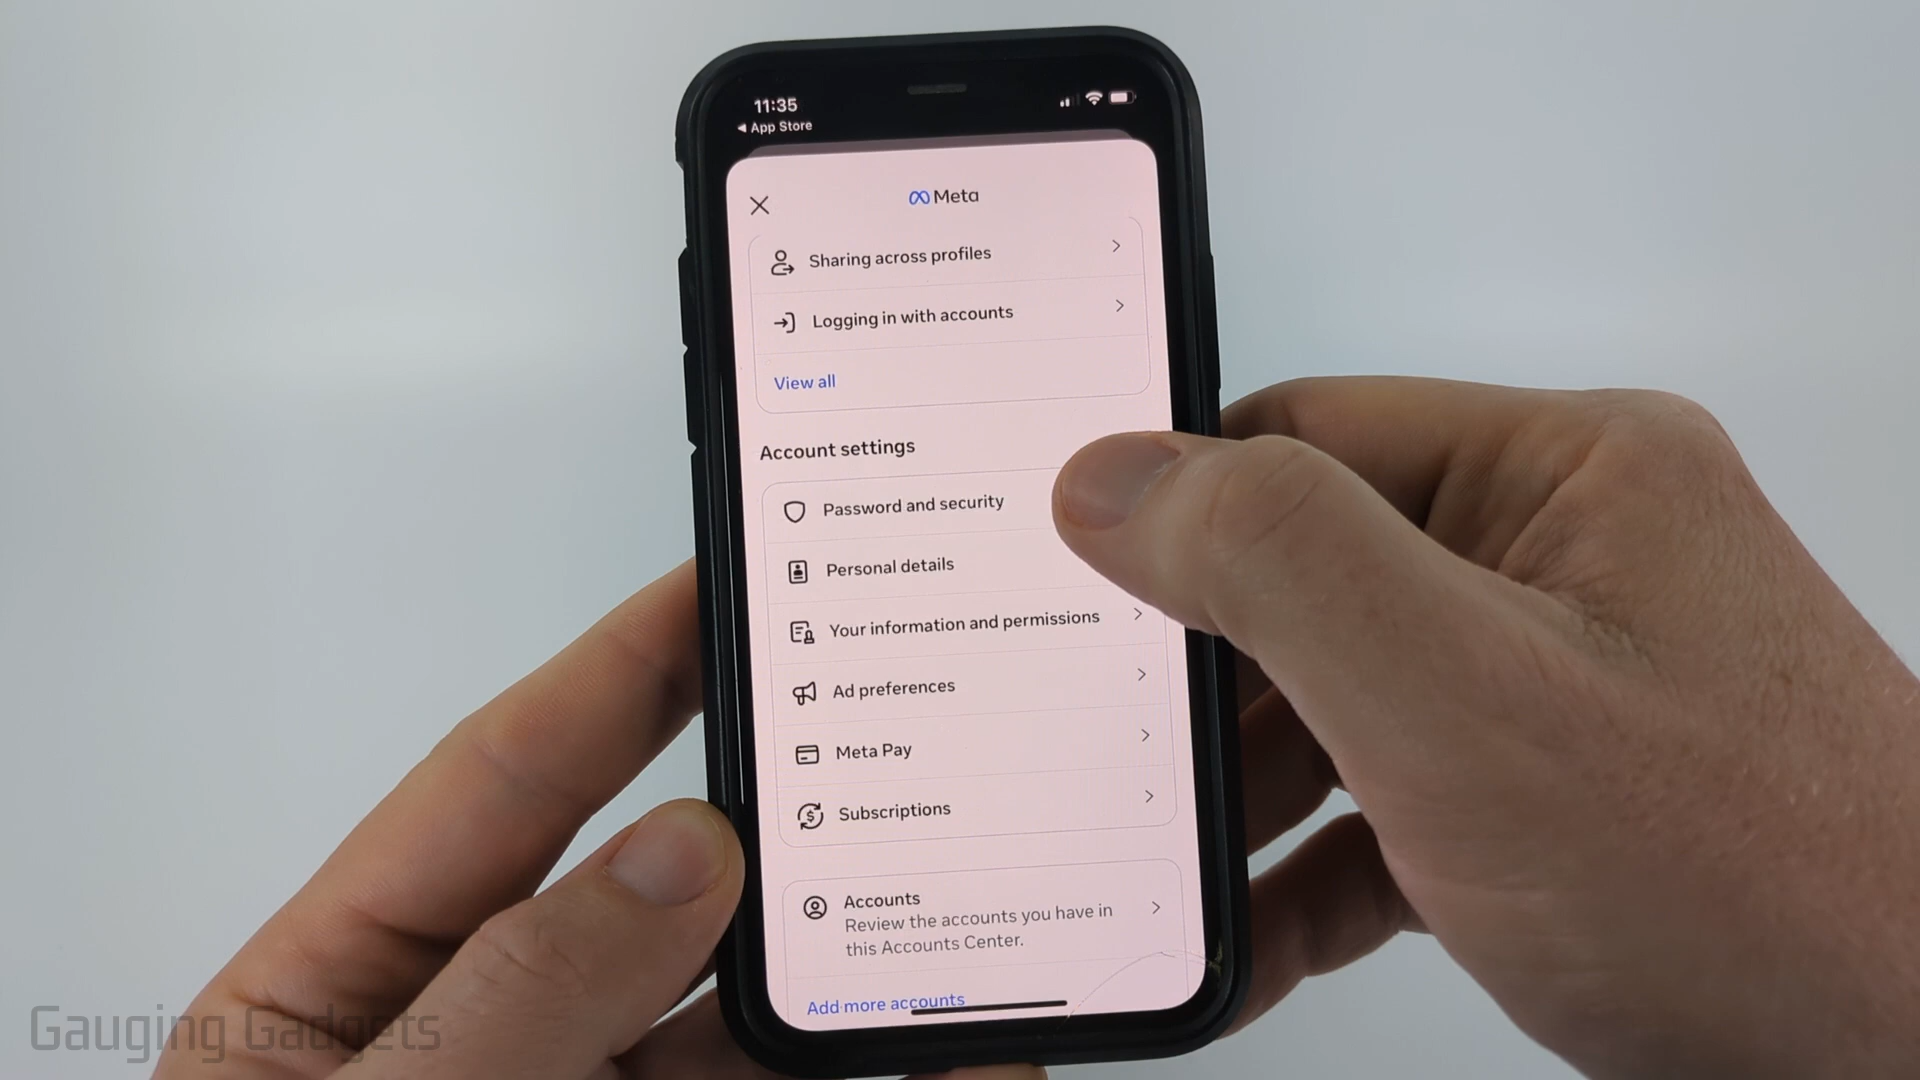 11:35
App Store
Meta
Sharing across profiles
Logging in with accounts
View all
Account settings
Password and security
Personal details
Your information and permissions
Ad preferences
Meta Pay
Subscriptions
Accounts
Review the accounts you have in
this Accounts Center.
Add more accounts
Gauging Gadgets